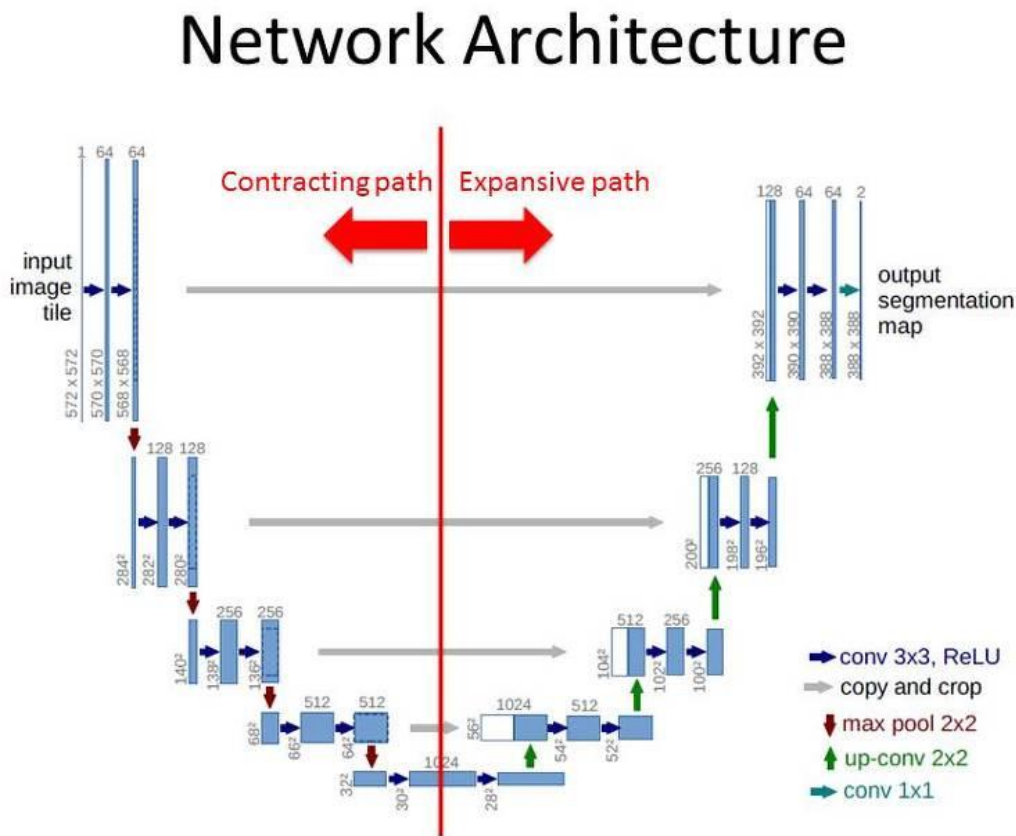 Network Architecture
Contracting path
Expansive path
1 64 64
128 64 64 2
input
image
tile
output
segmentation
map
572 x 572
570 x 570
568 x 568
392 x 392
390 x 390
388 x 388
388 x 388
128 128
256 128
284²
282²
280²
200²
198²
196²
256 256
512 256
140²
138²
136²
104²
102²
100²
512 512
1024 512
68²
66²
64²
56²
54²
52²
1024
32²
30²
28²
conv 3x3, ReLU
copy and crop
max pool 2x2
up-conv 2x2
conv 1x1